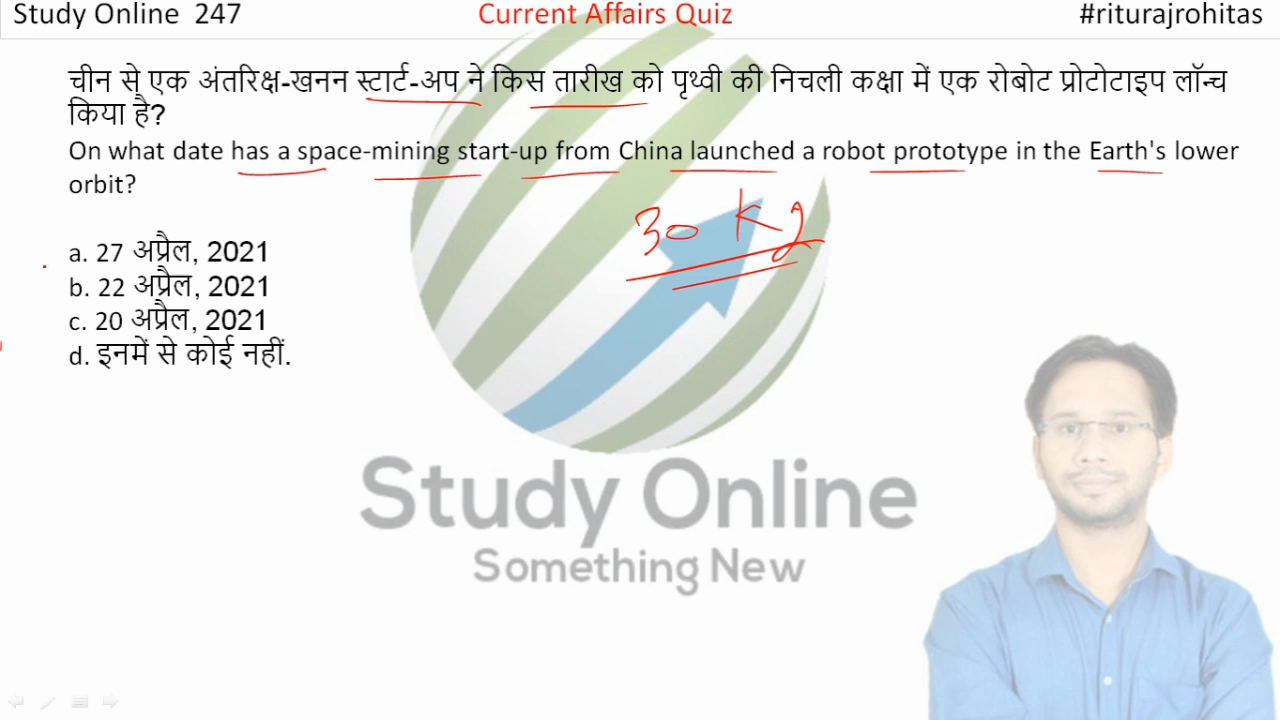 Study Online 247
Current Affairs Quiz
#riturajrohitas
चीन से एक अंतरिक्ष-खनन स्टार्ट-अप ने किस तारीख को पृथ्वी की निचली कक्षा में एक रोबोट प्रोटोटाइप लॉन्च
किया है?
On what date has a space-mining start-up from China launched a robot prototype in the Earth's lower
orbit?
30 Kg
a. 27 अप्रैल, 2021
b. 22 अप्रैल, 2021
c. 20 अप्रैल, 2021
d. इनमें से कोई नहीं.
Study Online
Something New